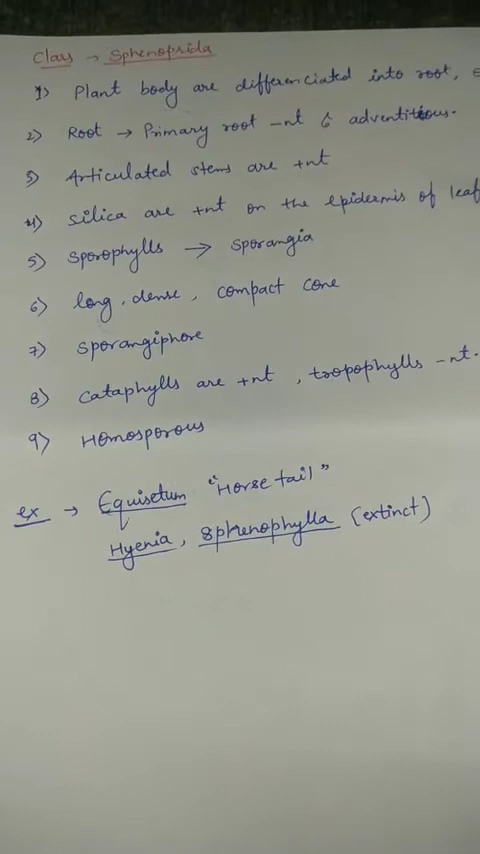 Class → Sphenoprida
1) Plant body are differenciated into root,
2) Root → Primary root -nt & adventitious.
3) Articulated stems are +nt
4) Silica are +nt on the epidermis of leaf
5) Sporophylls → Sporangia
6) long, dense, compact cone
7) Sporangiphore
8) Cataphylls are +nt, tropophylls -nt.
9) Homosporous
ex → Equisetum "Horse tail"
Hyenia, Sphenophylla (extinct)